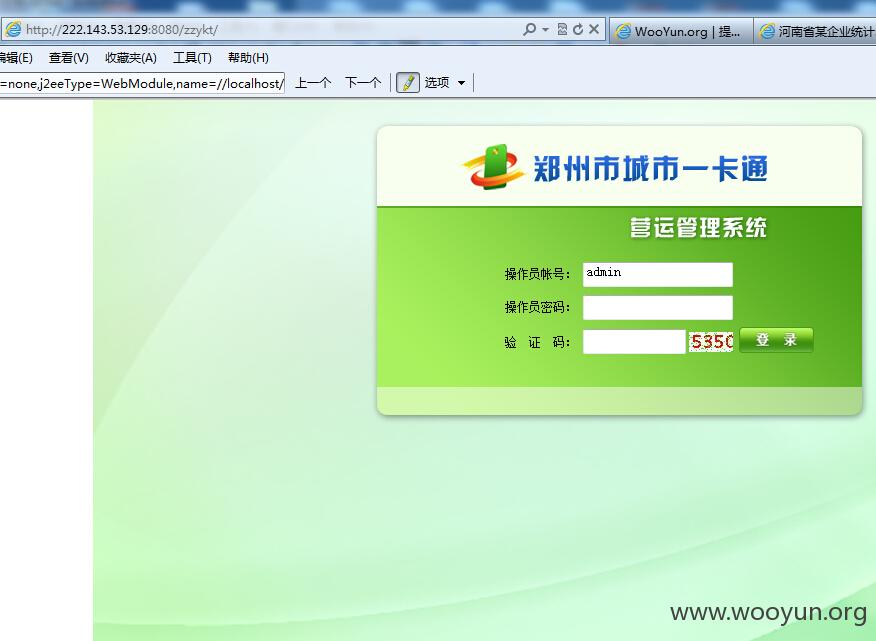 http://222.143.53.129:8080/zzykt/
WooYun.org | 提...
河南省某企业统计
编辑(E) 查看(V) 收藏夹(A) 工具(T) 帮助(H)
=none,j2eeType=WebModule,name=//localhost/ 上一个 下一个 选项
郑州市城市一卡通
营运管理系统
操作员帐号: admin
操作员密码:
验 证 码: 5350 登 录
www.wooyun.org